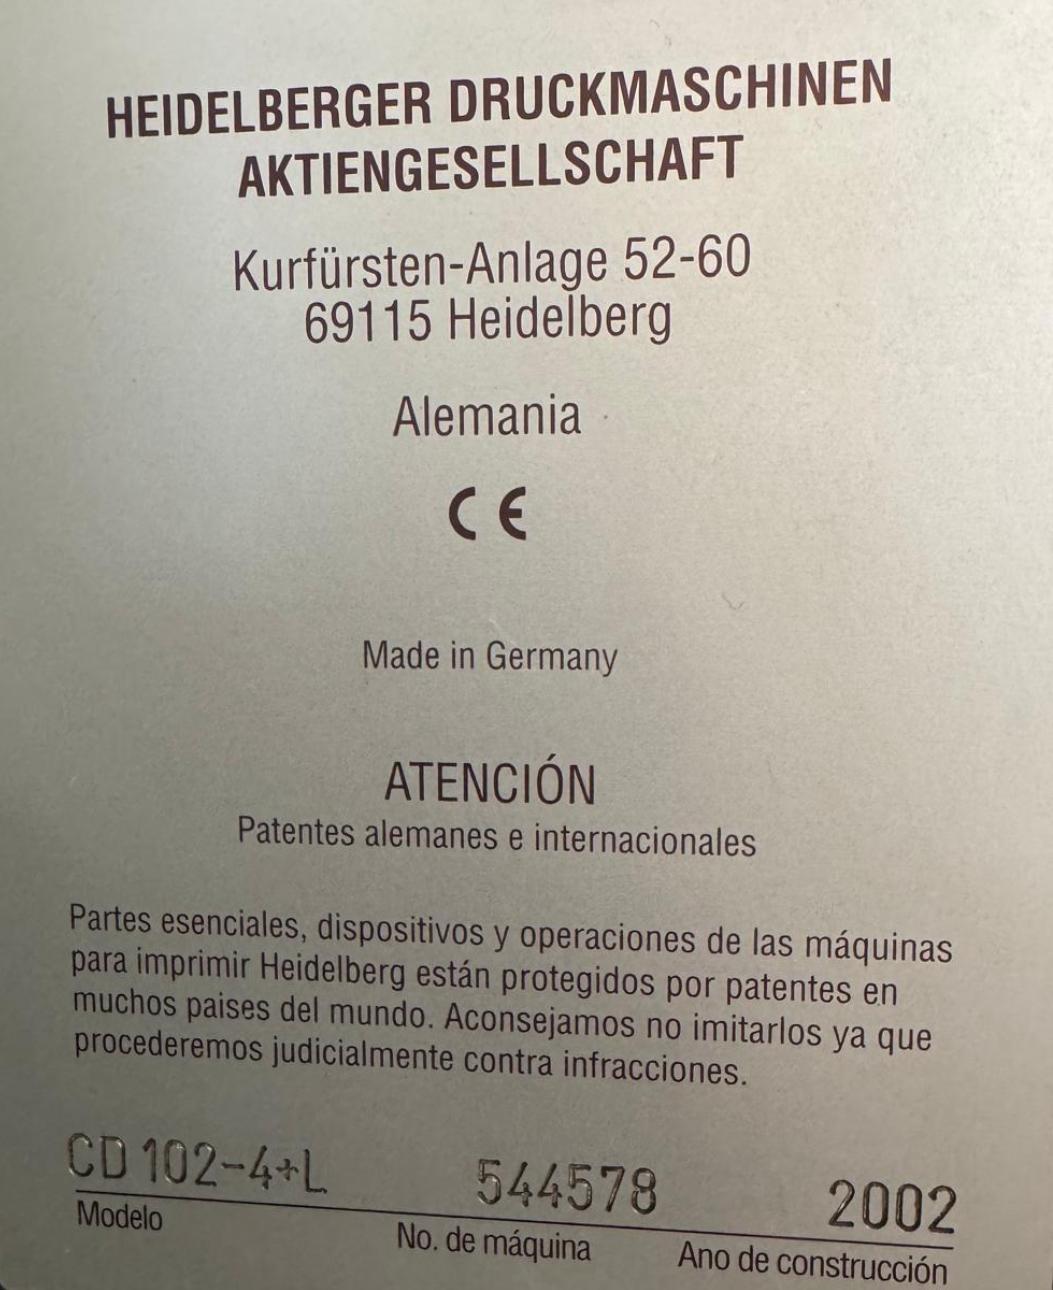 HEIDELBERGER DRUCKMASCHINEN
AKTIENGESELLSCHAFT
Kurfürsten-Anlage 52-60
69115 Heidelberg
Alemania
CE
Made in Germany
ATENCIÓN
Patentes alemanes e internacionales
Partes esenciales, dispositivos y operaciones de las máquinas
para imprimir Heidelberg están protegidos por patentes en
muchos paises del mundo. Aconsejamos no imitarlos ya que
procederemos judicialmente contra infracciones.
CD 102-4+L 544578 2002
Modelo No. de máquina Ano de construcción